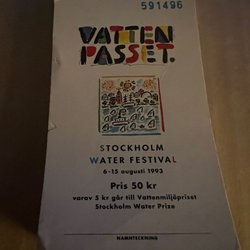 591496
VATTEN
PASSET.
STOCKHOLM
WATER FESTIVAL
6-15 augusti 1993
Pris 50 kr
varav 5 kr går till Vattenmiljöpriset
Stockholm Water Prize
NAMNTECKNING